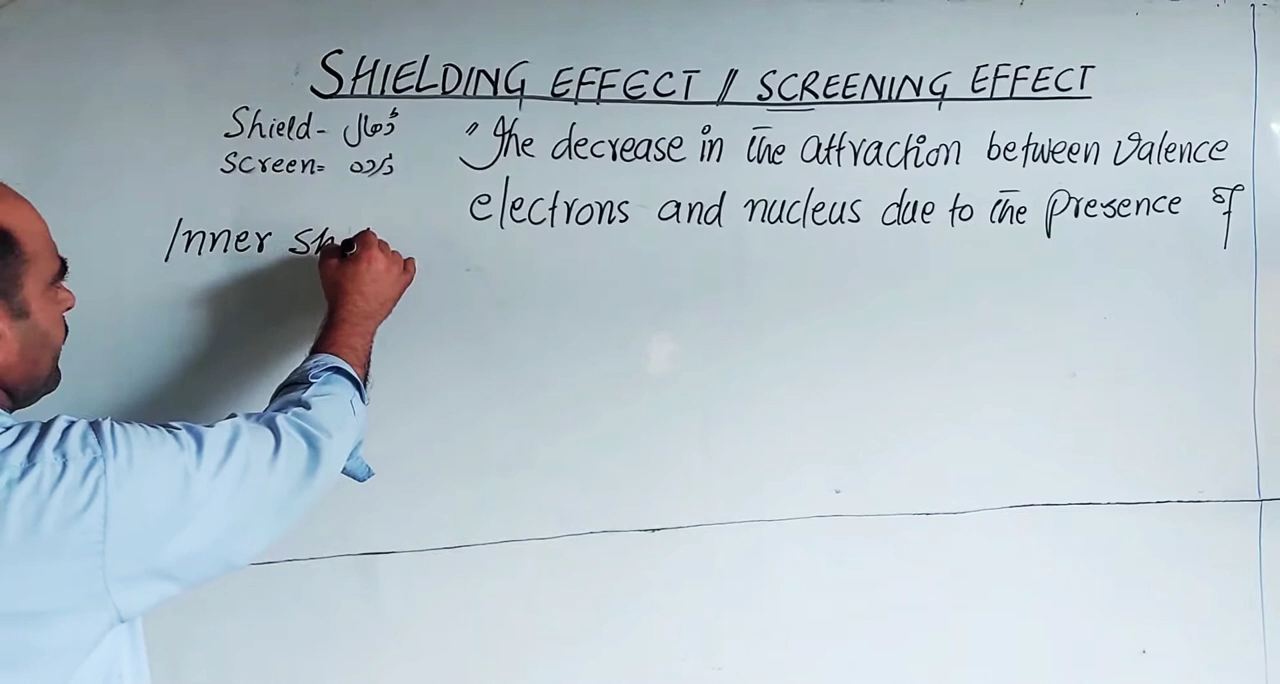 SHIELDING EFFECT // SCREENING EFFECT
Shield - ڈھال
Screen = پردہ
"The decrease in the attraction between valence
electrons and nucleus due to the presence of
Inner sh